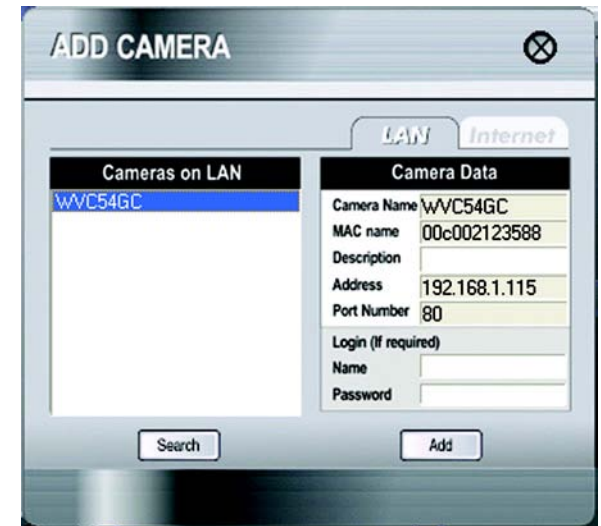 ADD CAMERA
LAN Internet
Cameras on LAN
WVC54GC
Camera Data
Camera Name WVC54GC
MAC name 00c002123588
Description
Address 192.168.1.115
Port Number 80
Login (If required)
Name
Password
Search
Add